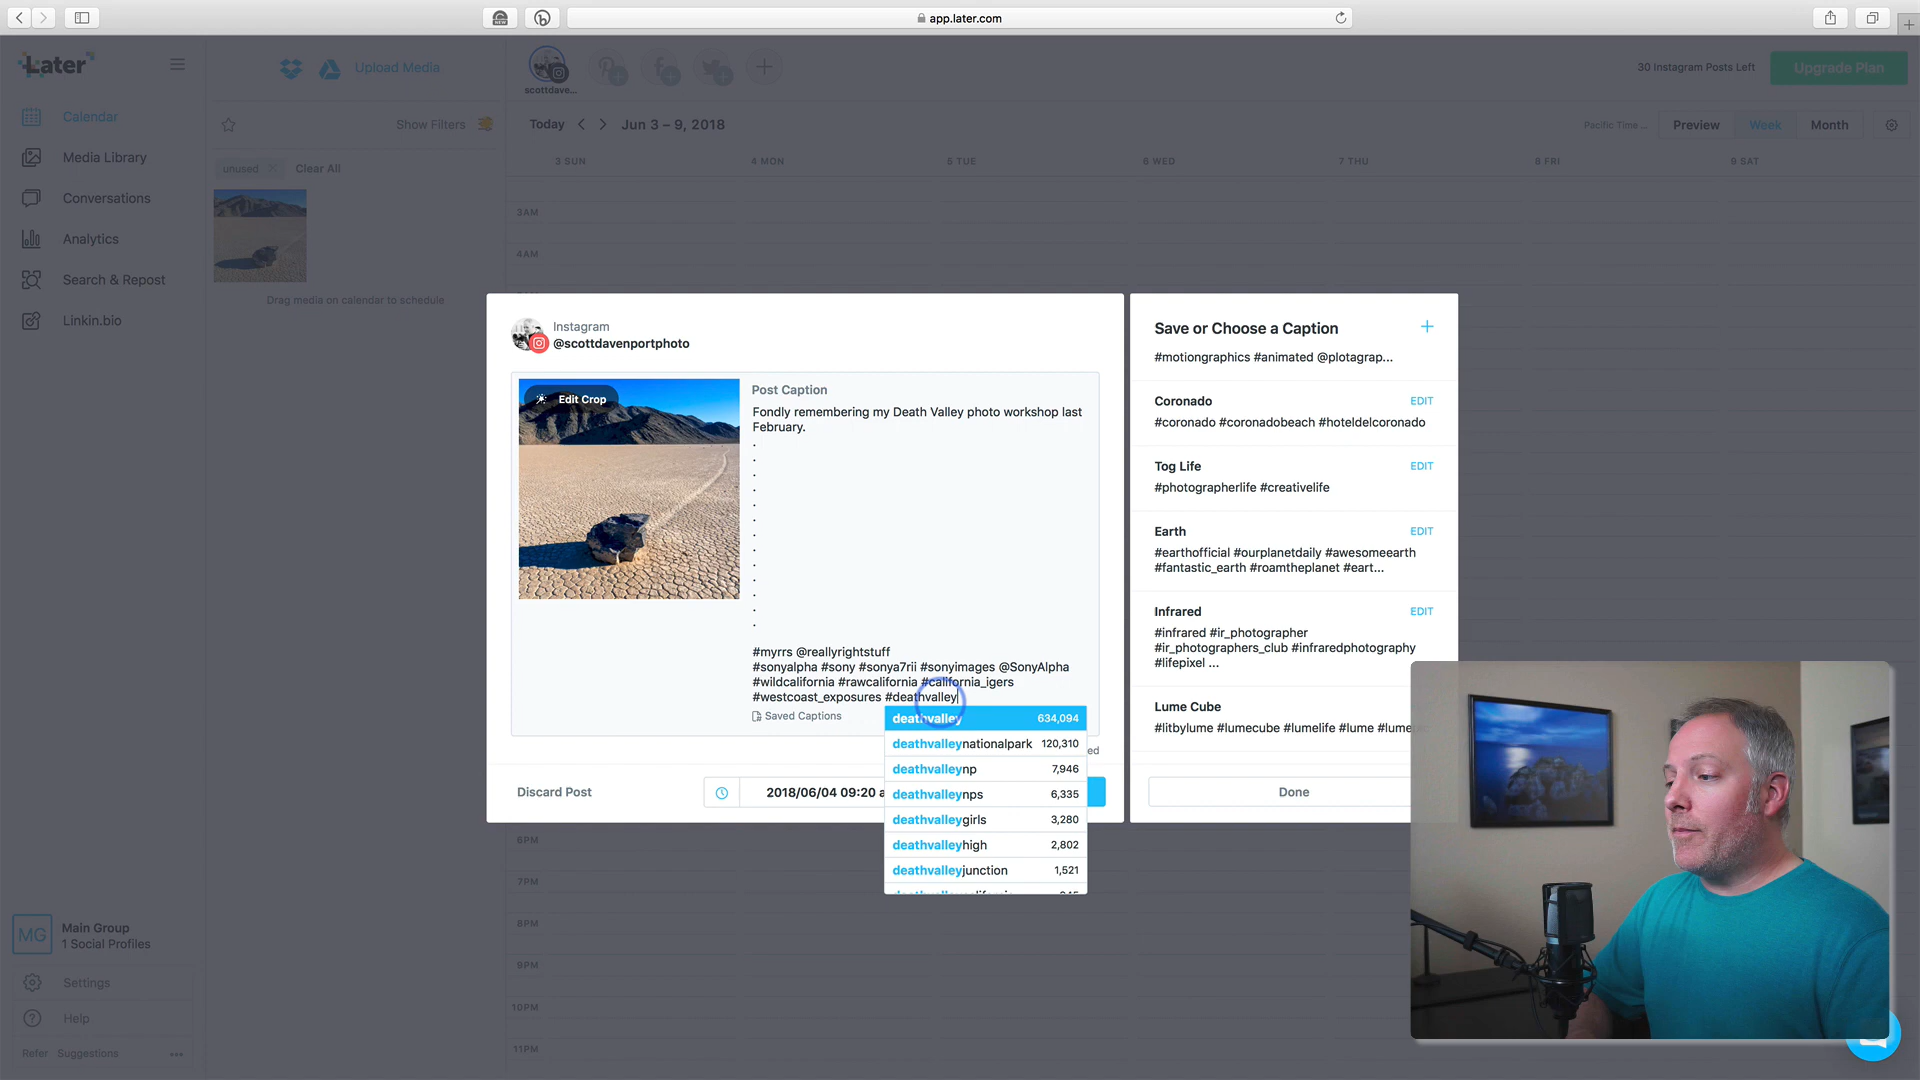 app.later.com
NEW
Later
Upload Media
scottdave...
30 Instagram Posts Left
Upgrade Plan
Calendar
Show Filters
Today
Jun 3 – 9, 2018
Pacific Time ...
Preview
Week
Month
Media Library
3 SUN
4 MON
5 TUE
6 WED
7 THU
8 FRI
9 SAT
unused
Clear All
Conversations
3AM
Analytics
4AM
Search & Repost
Drag media on calendar to schedule
Linkin.bio
Instagram
@scottdavenportphoto
Edit Crop
Post Caption
Fondly remembering my Death Valley photo workshop last
February.
.
.
.
.
.
.
.
.
.
.
.
.
.
#myrrs @reallyrightstuff
#sonyalpha #sony #sonya7rii #sonyimages @SonyAlpha
#wildcalifornia #rawcalifornia #california_igers
#westcoast_exposures #deathvalley
Saved Captions
deathvalley 634,094
deathvalleynationalpark 120,310
deathvalleynp 7,946
deathvalleynps 6,335
deathvalleygirls 3,280
deathvalleyhigh 2,802
deathvalleyjunction 1,521
Discard Post
2018/06/04 09:20 a
Save or Choose a Caption
#motiongraphics #animated @plotagrap...
Coronado
EDIT
#coronado #coronadobeach #hoteldelcoronado
Tog Life
EDIT
#photographerlife #creativelife
Earth
EDIT
#earthofficial #ourplanetdaily #awesomeearth
#fantastic_earth #roamtheplanet #eart...
Infrared
EDIT
#infrared #ir_photographer
#ir_photographers_club #infraredphotography
#lifepixel ...
Lume Cube
#litbylume #lumecube #lumelife #lume #lume
Done
6PM
7PM
8PM
9PM
10PM
11PM
MG
Main Group
1 Social Profiles
Settings
Help
Refer
Suggestions